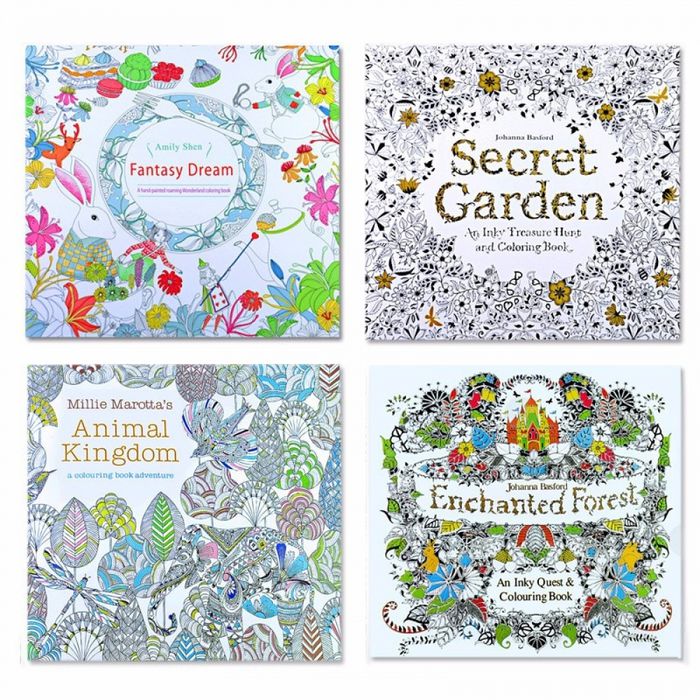 Amily Shen
Fantasy Dream
A hand-painted roaming Wonderland coloring book
Johanna Basford
Secret
Garden
An Inky Treasure Hunt
and Coloring Book
Millie Marotta's
Animal
Kingdom
a colouring book adventure
Johanna Basford
Enchanted Forest
An Inky Quest &
Colouring Book